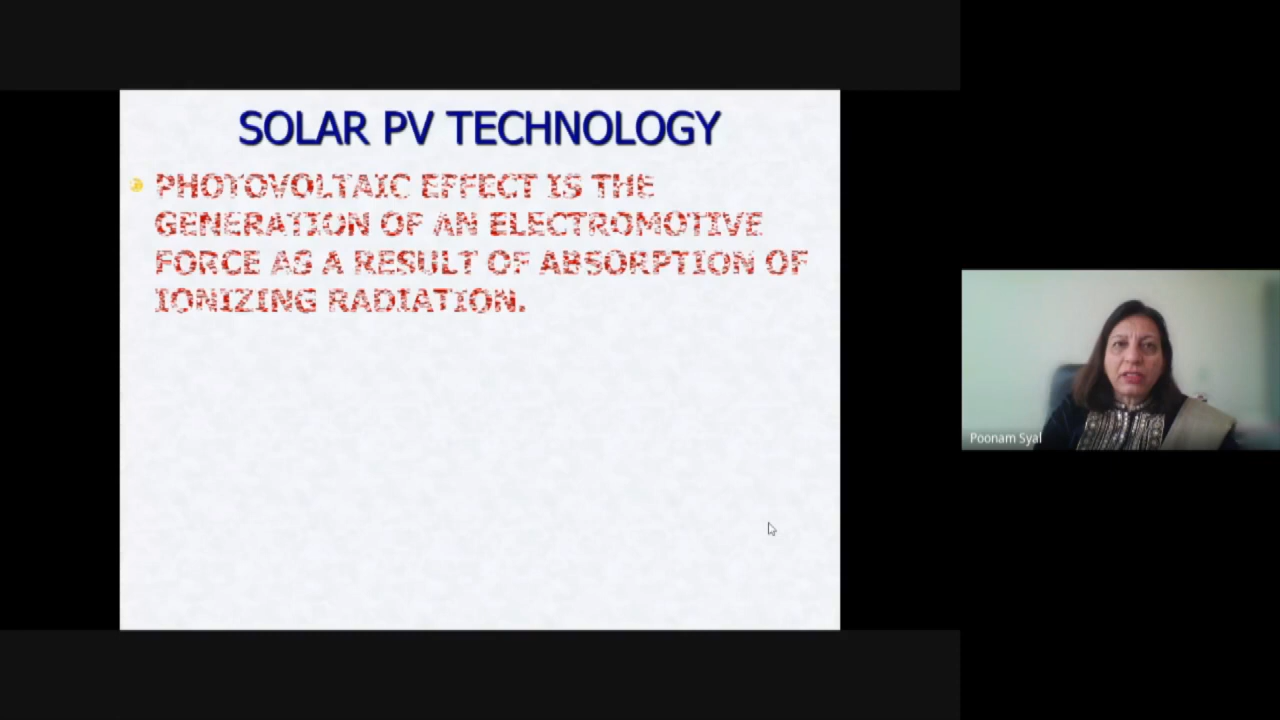 SOLAR PV TECHNOLOGY
PHOTOVOLTAIC EFFECT IS THE
GENERATION OF AN ELECTROMOTIVE
FORCE AS A RESULT OF ABSORPTION OF
IONIZING RADIATION.
Poonam Syal